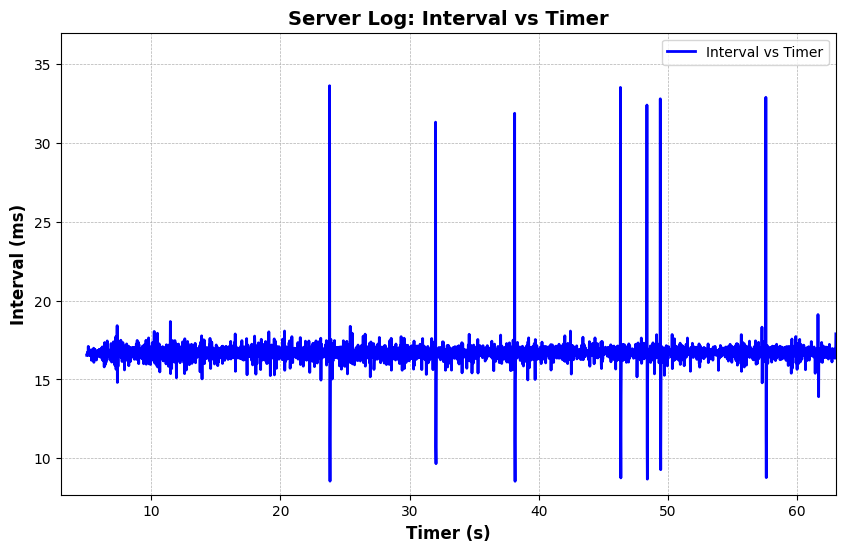 Server Log: Interval vs Timer
Interval vs Timer
35
30
25
20
15
10
Interval (ms)
10 20 30 40 50 60
Timer (s)